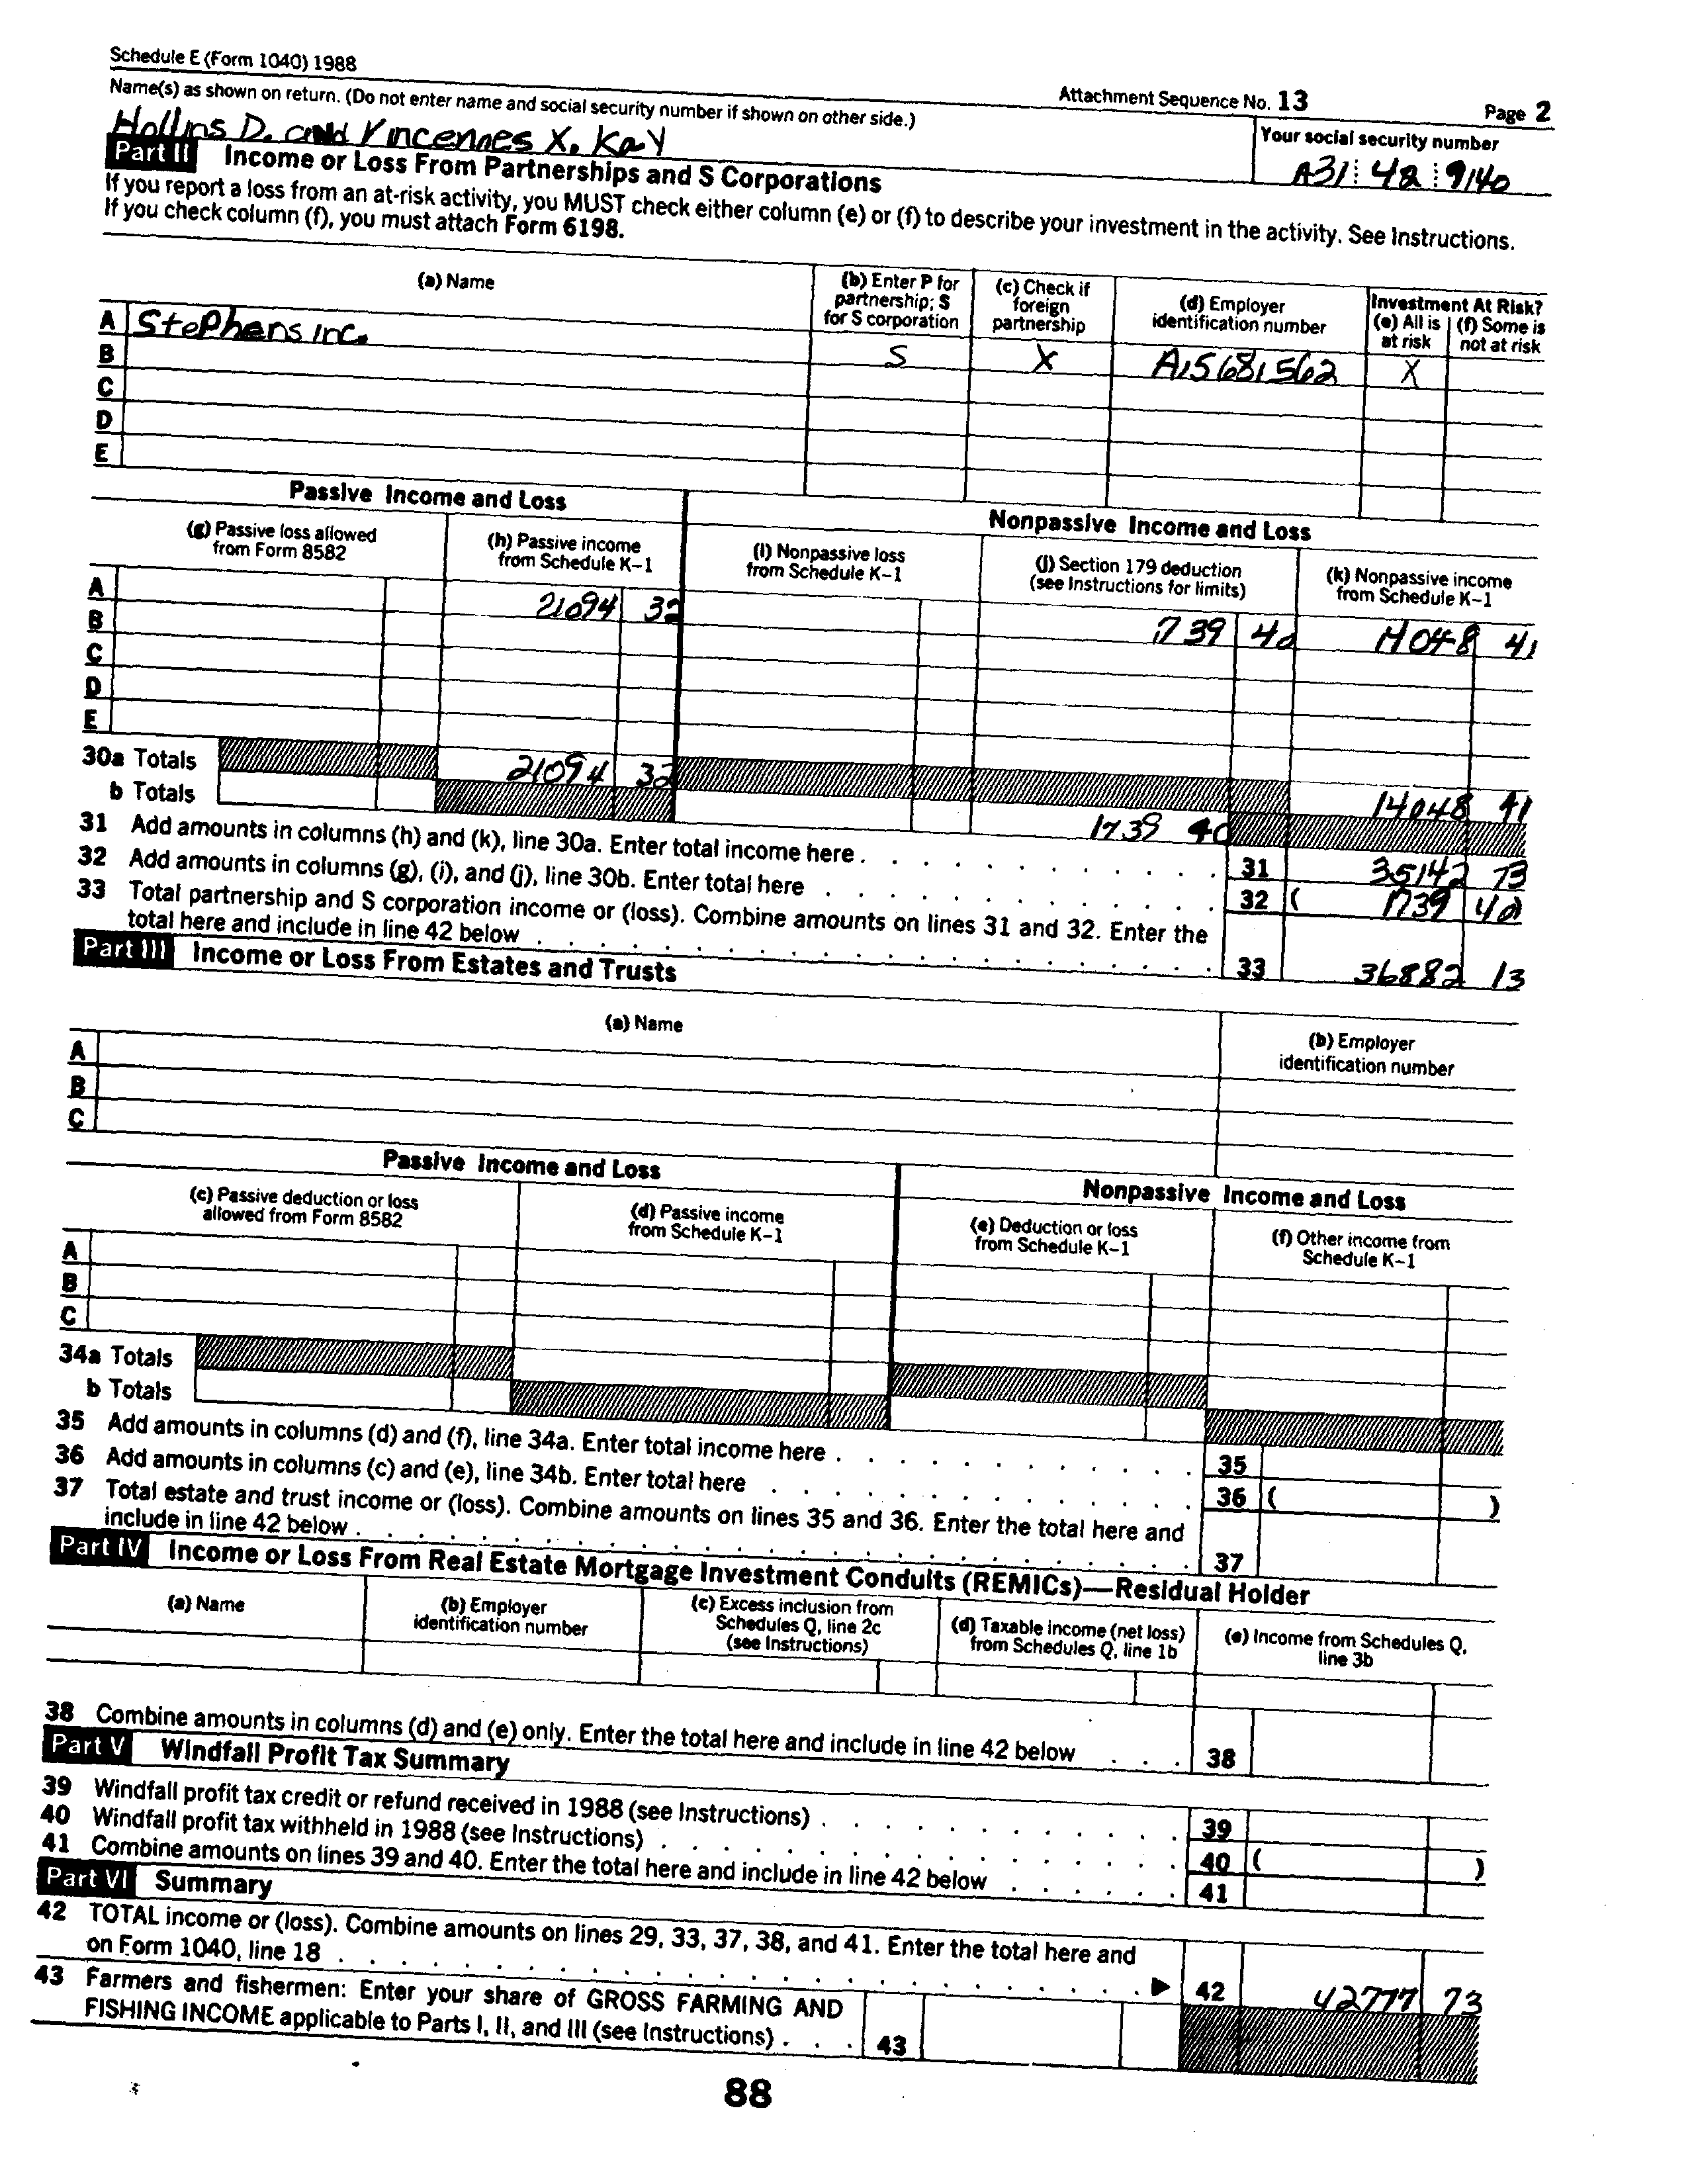 Schedule E (Form 1040) 1988
Attachment Sequence No. 13
Page 2
Name(s) as shown on return. (Do not enter name and social security number if shown on other side.)
Your social security number
Hollins D. and Vincennes X. Kay
A31 42 9140
Part II Income or Loss From Partnerships and S Corporations
If you report a loss from an at-risk activity, you MUST check either column (e) or (f) to describe your investment in the activity. See Instructions.
If you check column (f), you must attach Form 6198.
(a) Name
(b) Enter P for partnership; S for S corporation
(c) Check if foreign partnership
(d) Employer identification number
Investment At Risk?
(e) All is at risk
(f) Some is not at risk
A Stephens inc. S X A15681562 X
B
C
D
E
Passive Income and Loss
Nonpassive Income and Loss
(g) Passive loss allowed from Form 8582
(h) Passive income from Schedule K-1
(i) Nonpassive loss from Schedule K-1
(j) Section 179 deduction (see Instructions for limits)
(k) Nonpassive income from Schedule K-1
A 21094 32 1739 40 14048 41
B
C
D
E
30a Totals 21094 32 14048 41
b Totals 1739 40
31 Add amounts in columns (h) and (k), line 30a. Enter total income here 31 35142 73
32 Add amounts in columns (g), (i), and (j), line 30b. Enter total here 32 ( 1739 40 )
33 Total partnership and S corporation income or (loss). Combine amounts on lines 31 and 32. Enter the
total here and include in line 42 below 33 36882 13
Part III Income or Loss From Estates and Trusts
(a) Name
(b) Employer identification number
A
B
C
Passive Income and Loss
Nonpassive Income and Loss
(c) Passive deduction or loss allowed from Form 8582
(d) Passive income from Schedule K-1
(e) Deduction or loss from Schedule K-1
(f) Other income from Schedule K-1
A
B
C
34a Totals
b Totals
35 Add amounts in columns (d) and (f), line 34a. Enter total income here 35
36 Add amounts in columns (c) and (e), line 34b. Enter total here 36 ( )
37 Total estate and trust income or (loss). Combine amounts on lines 35 and 36. Enter the total here and
include in line 42 below 37
Part IV Income or Loss From Real Estate Mortgage Investment Conduits (REMICs)—Residual Holder
(a) Name
(b) Employer identification number
(c) Excess inclusion from Schedules Q, line 2c (see Instructions)
(d) Taxable income (net loss) from Schedules Q, line 1b
(e) Income from Schedules Q, line 3b
38 Combine amounts in columns (d) and (e) only. Enter the total here and include in line 42 below 38
Part V Windfall Profit Tax Summary
39 Windfall profit tax credit or refund received in 1988 (see Instructions) 39
40 Windfall profit tax withheld in 1988 (see Instructions) 40 ( )
41 Combine amounts on lines 39 and 40. Enter the total here and include in line 42 below 41
Part VI Summary
42 TOTAL income or (loss). Combine amounts on lines 29, 33, 37, 38, and 41. Enter the total here and
on Form 1040, line 18 42 42777 73
43 Farmers and fishermen: Enter your share of GROSS FARMING AND
FISHING INCOME applicable to Parts I, II, and III (see Instructions) 43
88